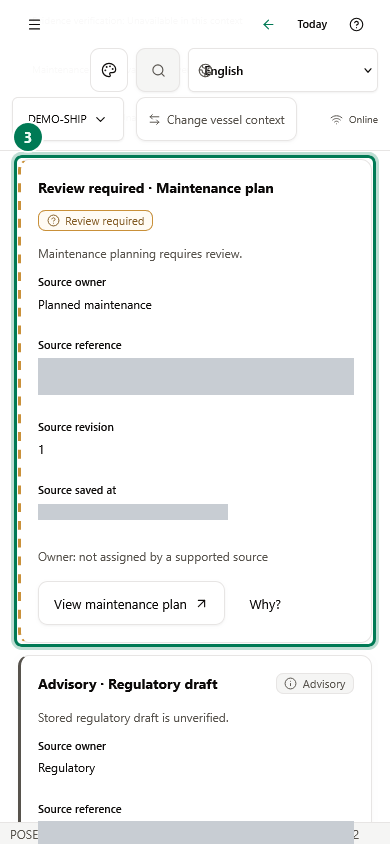 Today
English
DEMO-SHIP
Change vessel context
Online
3
Review required · Maintenance plan
Review required
Maintenance planning requires review.
Source owner
Planned maintenance
Source reference
Source revision
1
Source saved at
Owner: not assigned by a supported source
View maintenance plan
Why?
Advisory · Regulatory draft
Advisory
Stored regulatory draft is unverified.
Source owner
Regulatory
Source reference
POSE
2